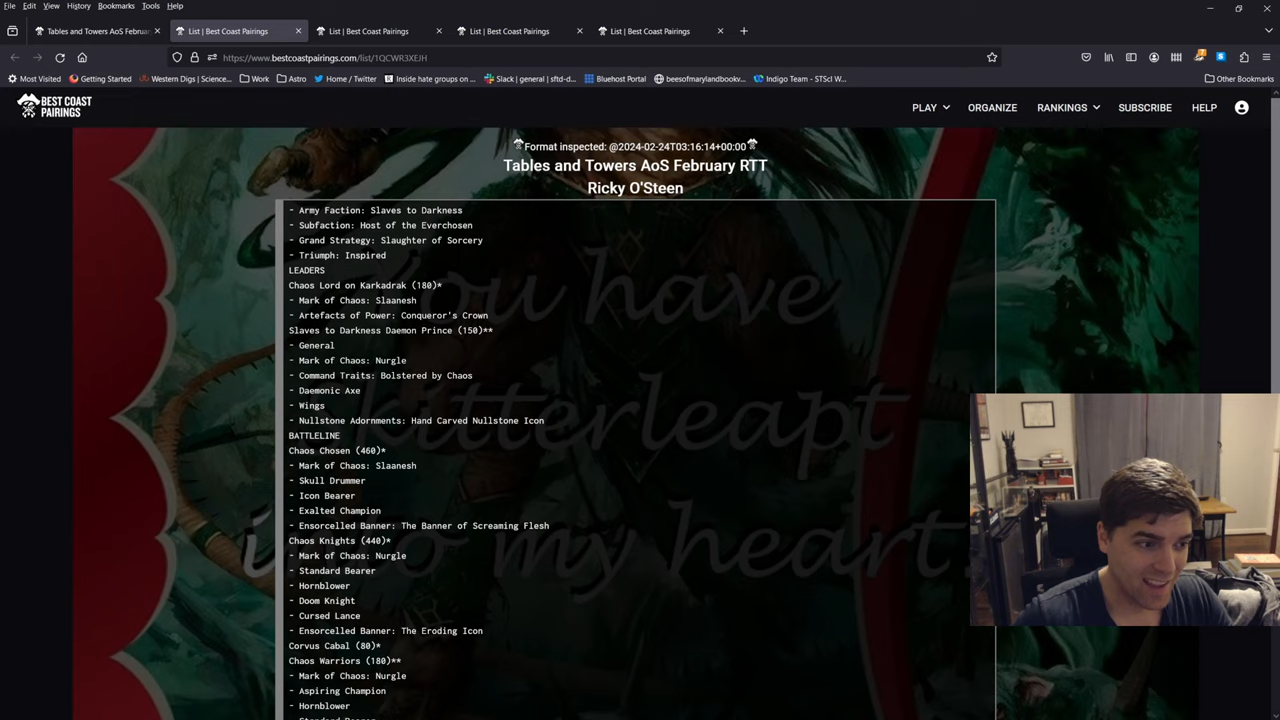 File Edit View History Bookmarks Tools Help
Tables and Towers AoS Februar
List | Best Coast Pairings
List | Best Coast Pairings
List | Best Coast Pairings
List | Best Coast Pairings
https://www.bestcoastpairings.com/list/1QCWR3XEJH
Most Visited Getting Started Western Digs | Science... Work Astro Home / Twitter Inside hate groups on ... Slack | general | sftd-d... Bluehost Portal beesofmarylandbookv... Indigo Team - STScI W... Other Bookmarks
BEST COAST
PAIRINGS
PLAY ORGANIZE RANKINGS SUBSCRIBE HELP
Format inspected: @2024-02-24T03:16:14+00:00
Tables and Towers AoS February RTT
Ricky O'Steen
- Army Faction: Slaves to Darkness
- Subfaction: Host of the Everchosen
- Grand Strategy: Slaughter of Sorcery
- Triumph: Inspired
LEADERS
Chaos Lord on Karkadrak (180)*
- Mark of Chaos: Slaanesh
- Artefacts of Power: Conqueror's Crown
Slaves to Darkness Daemon Prince (150)**
- General
- Mark of Chaos: Nurgle
- Command Traits: Bolstered by Chaos
- Daemonic Axe
- Wings
- Nullstone Adornments: Hand Carved Nullstone Icon
BATTLELINE
Chaos Chosen (460)*
- Mark of Chaos: Slaanesh
- Skull Drummer
- Icon Bearer
- Exalted Champion
- Ensorcelled Banner: The Banner of Screaming Flesh
Chaos Knights (440)*
- Mark of Chaos: Nurgle
- Standard Bearer
- Hornblower
- Doom Knight
- Cursed Lance
- Ensorcelled Banner: The Eroding Icon
Corvus Cabal (80)*
Chaos Warriors (180)**
- Mark of Chaos: Nurgle
- Aspiring Champion
- Hornblower
- Standard Bearer
You have
kitterleapt
into my heart